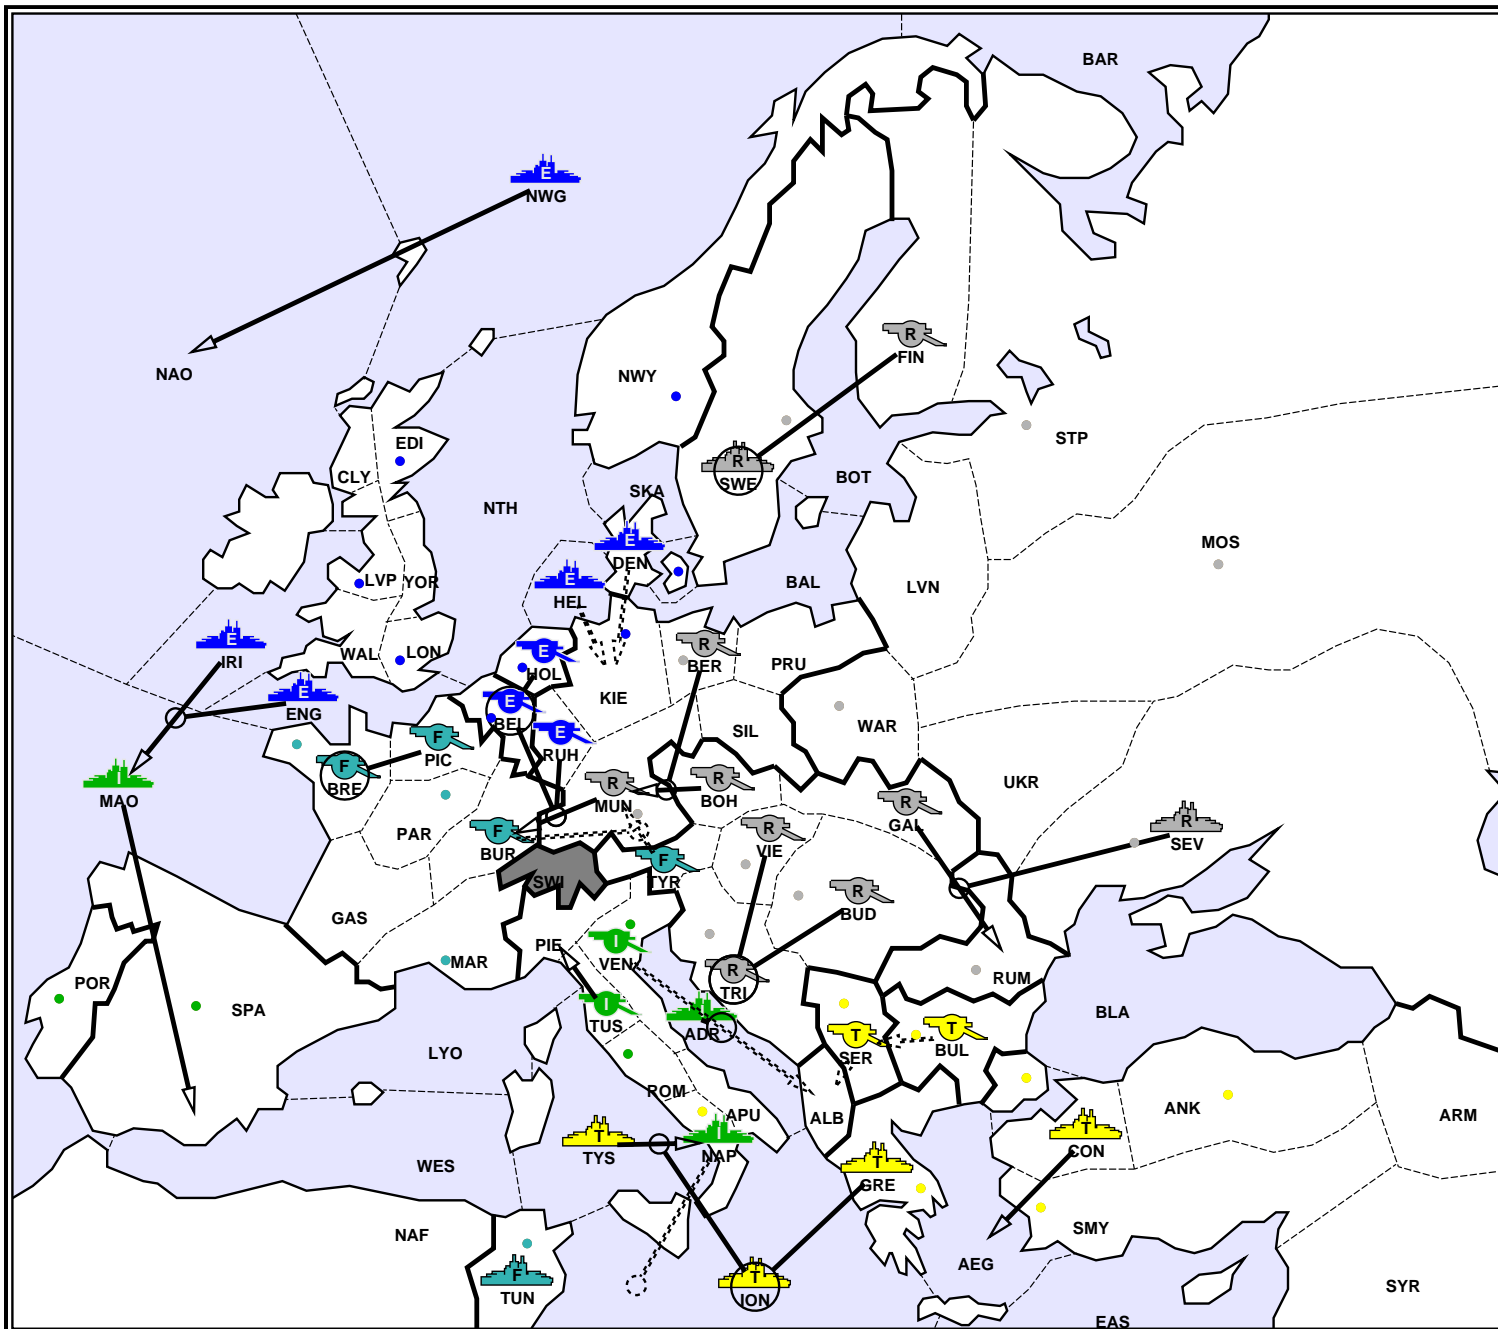 BAR
E
NWG
R
FIN
NAO
NWY
EDI
STP
R
SWE
CLY
BOT
SKA
NTH
MOS
E
DEN
E
HEL
LVP
YOR
BAL
LVN
E
IRI
WAL
LON
E
HOL
R
BER
PRU
E
ENG
E
BEL
KIE
WAR
SIL
F
PIC
E
RUH
F
BRE
I
MAO
R
MUN
R
BOH
UKR
R
GAL
R
SEV
PAR
F
BUR
F
TYR
R
VIE
SWI
R
BUD
GAS
PIE
I
VEN
MAR
R
TRI
RUM
POR
SPA
I
TUS
I
ADR
BLA
T
SER
T
BUL
LYO
ROM
APU
ALB
ANK
ARM
T
TYS
I
NAP
T
CON
WES
T
GRE
SMY
NAF
AEG
F
TUN
T
ION
SYR
EAS